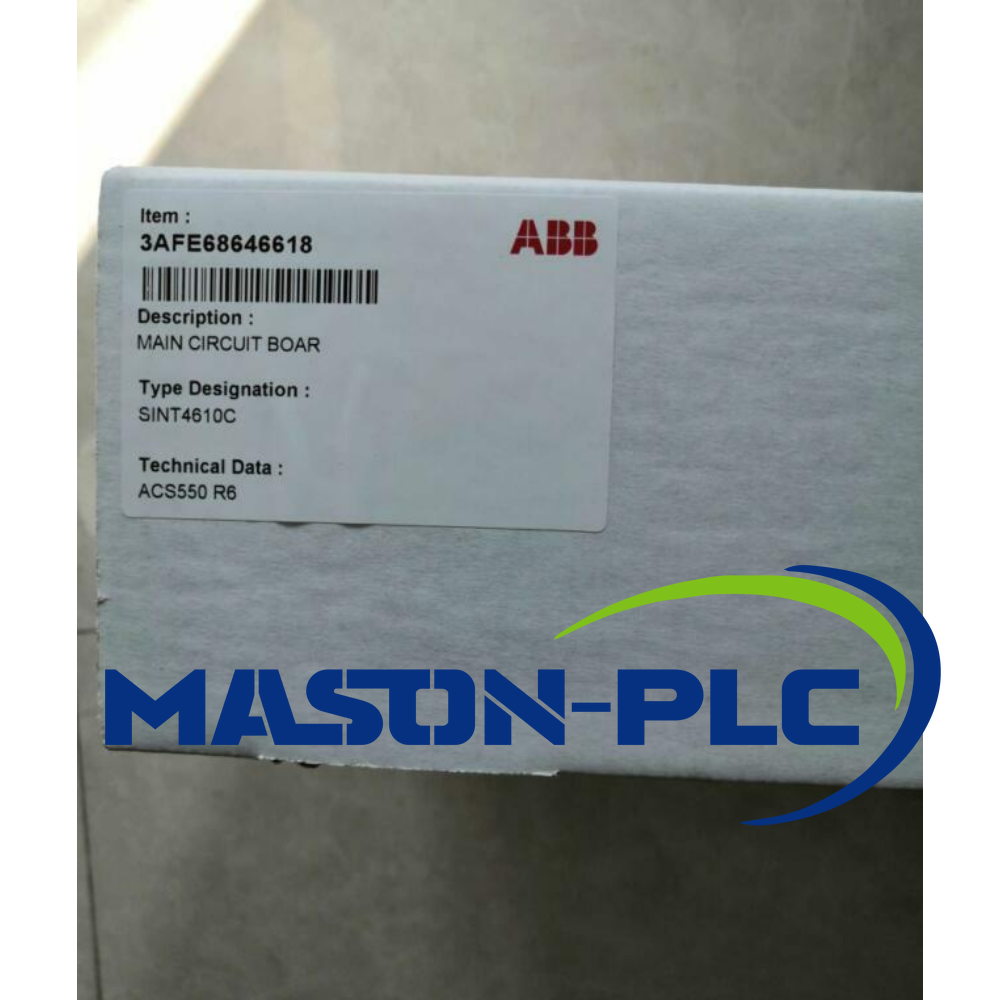 Item :
3AFE68646618
ABB
Description :
MAIN CIRCUIT BOAR
Type Designation :
SINT4610C
Technical Data :
ACS550 R6
MASON-PLC